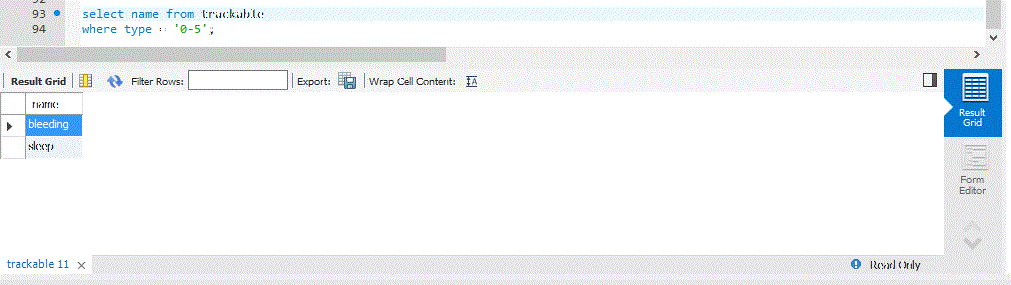 93 select name from trackable
94 where type = '0-5';
Result Grid Filter Rows: Export: Wrap Cell Content: IA
name
bleeding
sleep
Result Grid
Form Editor
trackable 11 Read Only